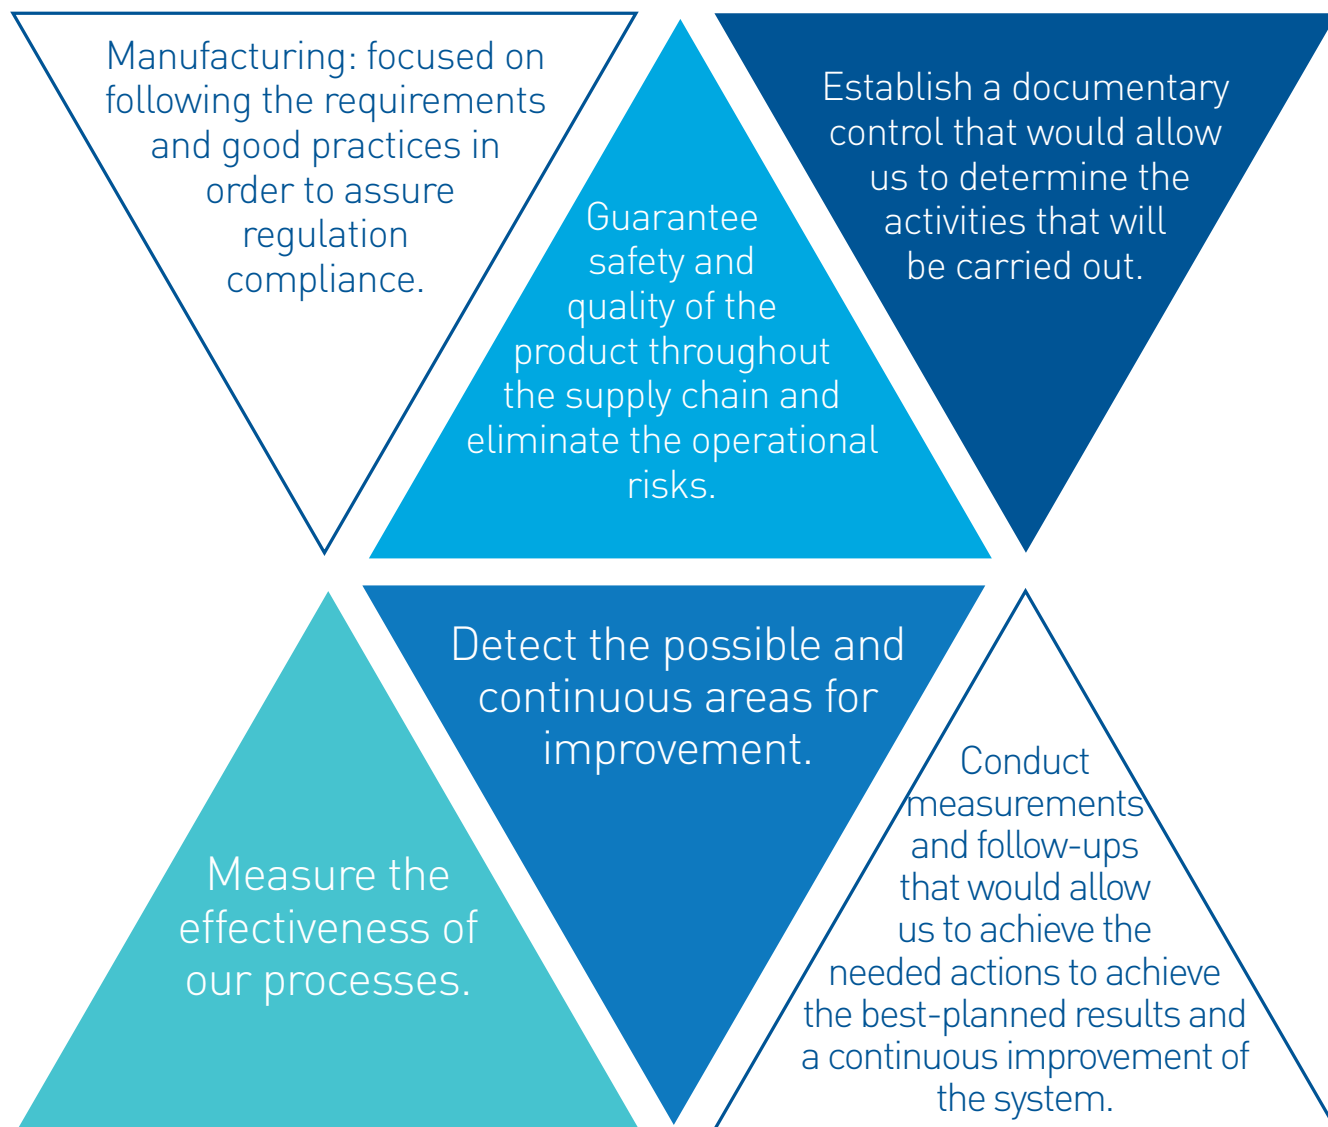 Manufacturing: focused on
following the requirements
and good practices in
order to assure
regulation
compliance.
Guarantee
safety and
quality of the
product throughout
the supply chain and
eliminate the operational
risks.
Establish a documentary
control that would allow
us to determine the
activities that will
be carried out.
Measure the
effectiveness of
our processes.
Detect the possible and
continuous areas for
improvement.
Conduct
measurements
and follow-ups
that would allow
us to achieve the
needed actions to achieve
the best-planned results and
a continuous improvement of
the system.